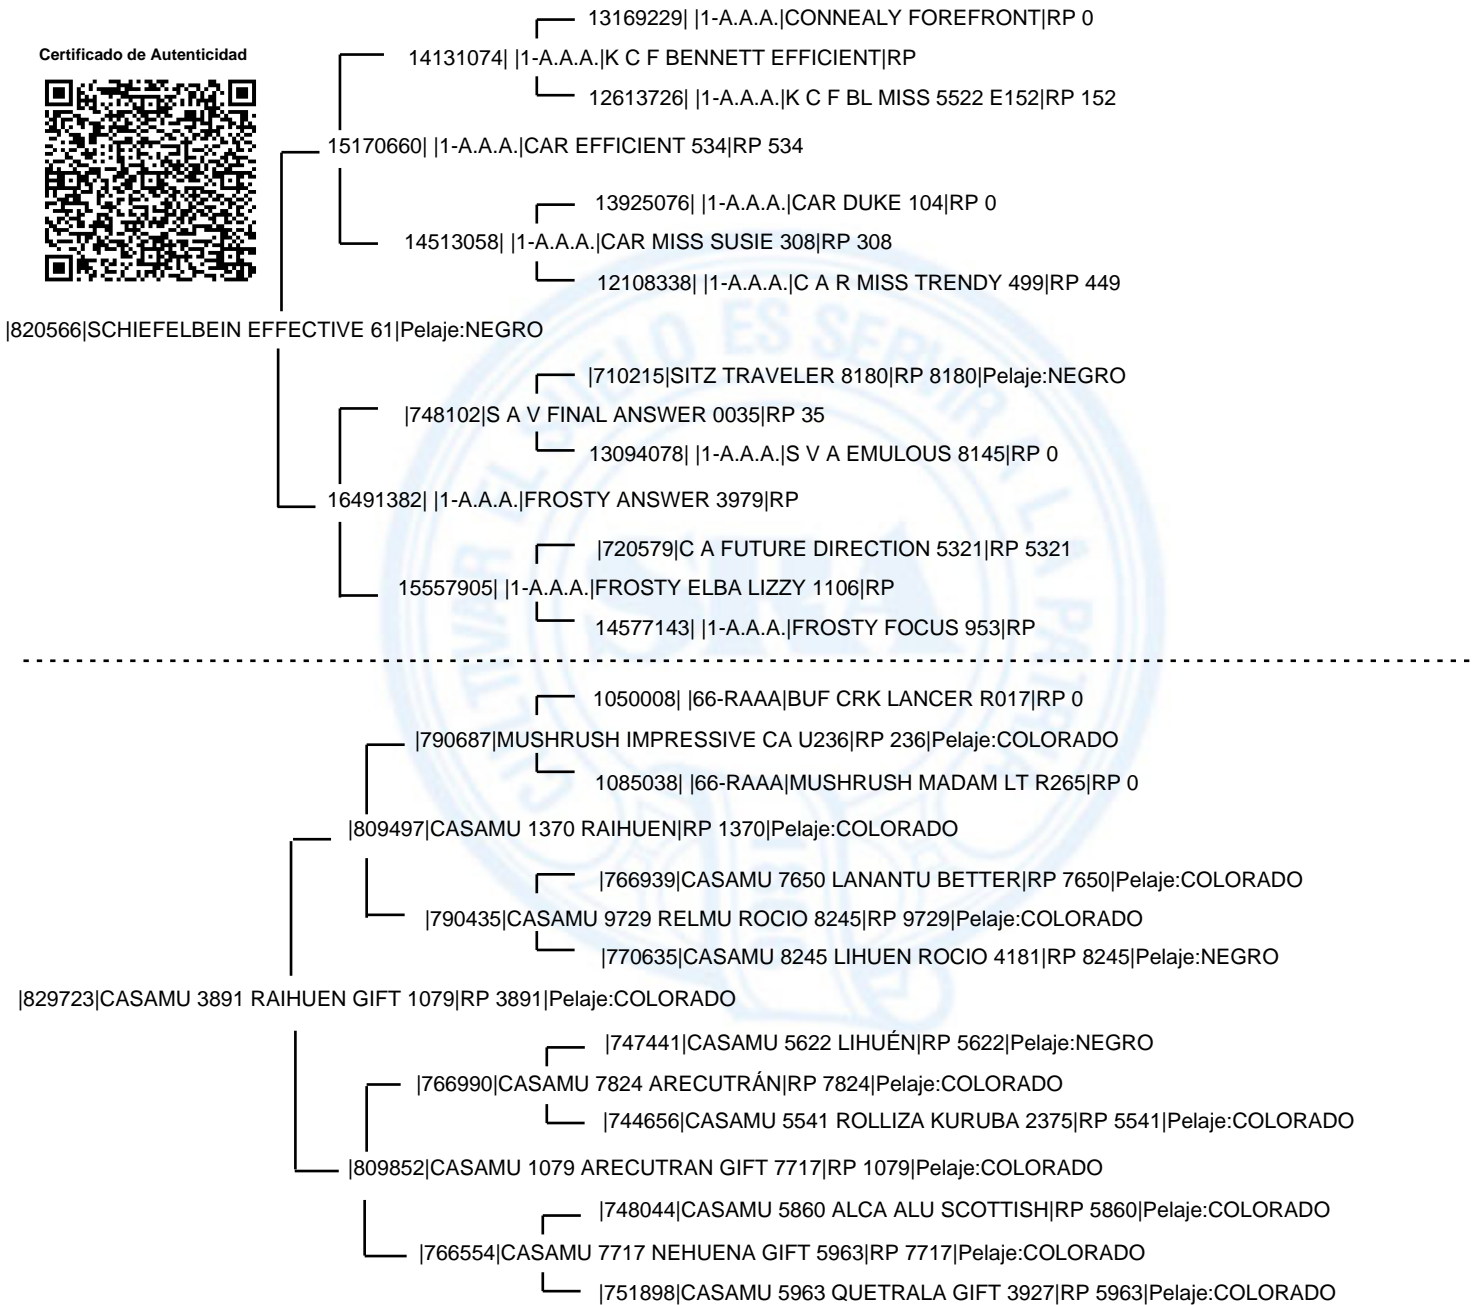 13169229| |1-A.A.A.|CONNEALY FOREFRONT|RP 0
Certificado de Autenticidad
14131074| |1-A.A.A.|K C F BENNETT EFFICIENT|RP
12613726| |1-A.A.A.|K C F BL MISS 5522 E152|RP 152
15170660| |1-A.A.A.|CAR EFFICIENT 534|RP 534
13925076| |1-A.A.A.|CAR DUKE 104|RP 0
14513058| |1-A.A.A.|CAR MISS SUSIE 308|RP 308
12108338| |1-A.A.A.|C A R MISS TRENDY 499|RP 449
|820566|SCHIEFELBEIN EFFECTIVE 61|Pelaje:NEGRO
|710215|SITZ TRAVELER 8180|RP 8180|Pelaje:NEGRO
|748102|S A V FINAL ANSWER 0035|RP 35
13094078| |1-A.A.A.|S V A EMULOUS 8145|RP 0
16491382| |1-A.A.A.|FROSTY ANSWER 3979|RP
|720579|C A FUTURE DIRECTION 5321|RP 5321
15557905| |1-A.A.A.|FROSTY ELBA LIZZY 1106|RP
14577143| |1-A.A.A.|FROSTY FOCUS 953|RP
1050008| |66-RAAA|BUF CRK LANCER R017|RP 0
|790687|MUSHRUSH IMPRESSIVE CA U236|RP 236|Pelaje:COLORADO
1085038| |66-RAAA|MUSHRUSH MADAM LT R265|RP 0
|809497|CASAMU 1370 RAIHUEN|RP 1370|Pelaje:COLORADO
|766939|CASAMU 7650 LANANTU BETTER|RP 7650|Pelaje:COLORADO
|790435|CASAMU 9729 RELMU ROCIO 8245|RP 9729|Pelaje:COLORADO
|770635|CASAMU 8245 LIHUEN ROCIO 4181|RP 8245|Pelaje:NEGRO
|829723|CASAMU 3891 RAIHUEN GIFT 1079|RP 3891|Pelaje:COLORADO
|747441|CASAMU 5622 LIHUÉN|RP 5622|Pelaje:NEGRO
|766990|CASAMU 7824 ARECUTRÁN|RP 7824|Pelaje:COLORADO
|744656|CASAMU 5541 ROLLIZA KURUBA 2375|RP 5541|Pelaje:COLORADO
|809852|CASAMU 1079 ARECUTRAN GIFT 7717|RP 1079|Pelaje:COLORADO
|748044|CASAMU 5860 ALCA ALU SCOTTISH|RP 5860|Pelaje:COLORADO
|766554|CASAMU 7717 NEHUENA GIFT 5963|RP 7717|Pelaje:COLORADO
|751898|CASAMU 5963 QUETRALA GIFT 3927|RP 5963|Pelaje:COLORADO
CULTIVAR EL SUELO ES SERVIR A LA PATRIA
SRA